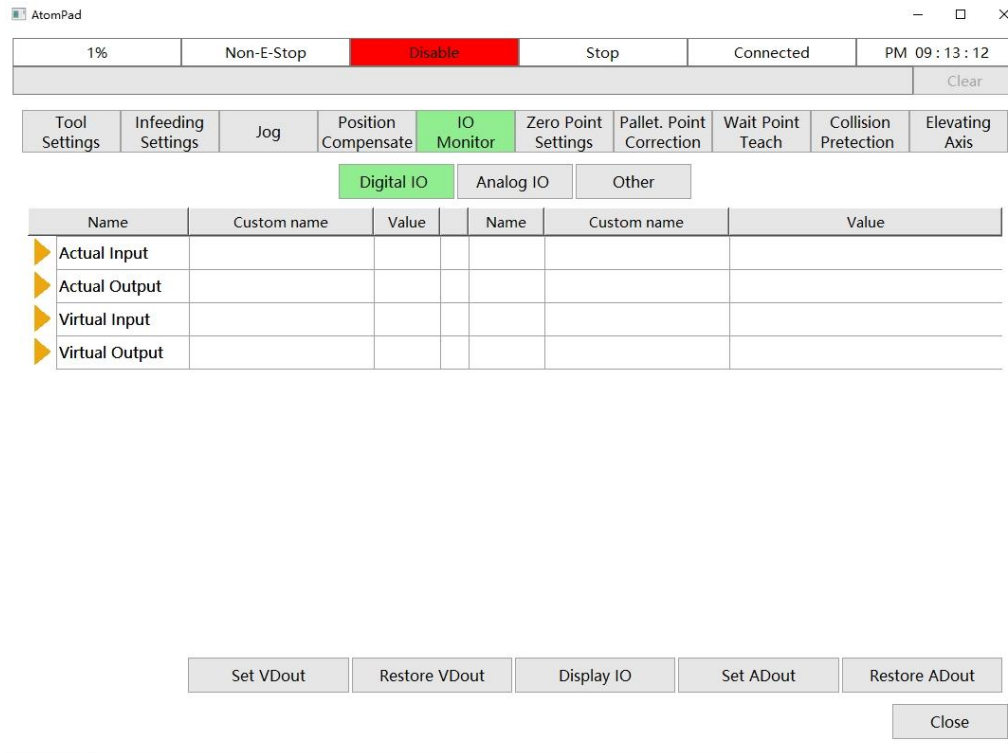 AtomPad
1% Non-E-Stop Disable Stop Connected PM 09 : 13 : 12
Clear
Tool Settings
Infeeding Settings
Jog
Position Compensate
IO Monitor
Zero Point Settings
Pallet. Point Correction
Wait Point Teach
Collision Pretection
Elevating Axis
Digital IO Analog IO Other
Name Custom name Value Name Custom name Value
Actual Input
Actual Output
Virtual Input
Virtual Output
Set VDout Restore VDout Display IO Set ADout Restore ADout
Close